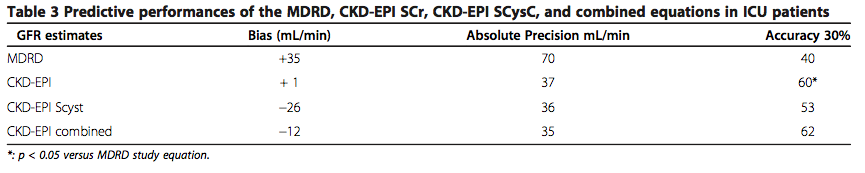 Table 3 Predictive performances of the MDRD, CKD-EPI SCr, CKD-EPI SCysC, and combined equations in ICU patients
GFR estimates Bias (mL/min) Absolute Precision mL/min Accuracy 30%
MDRD +35 70 40
CKD-EPI + 1 37 60*
CKD-EPI Scyst −26 36 53
CKD-EPI combined −12 35 62
*: p < 0.05 versus MDRD study equation.